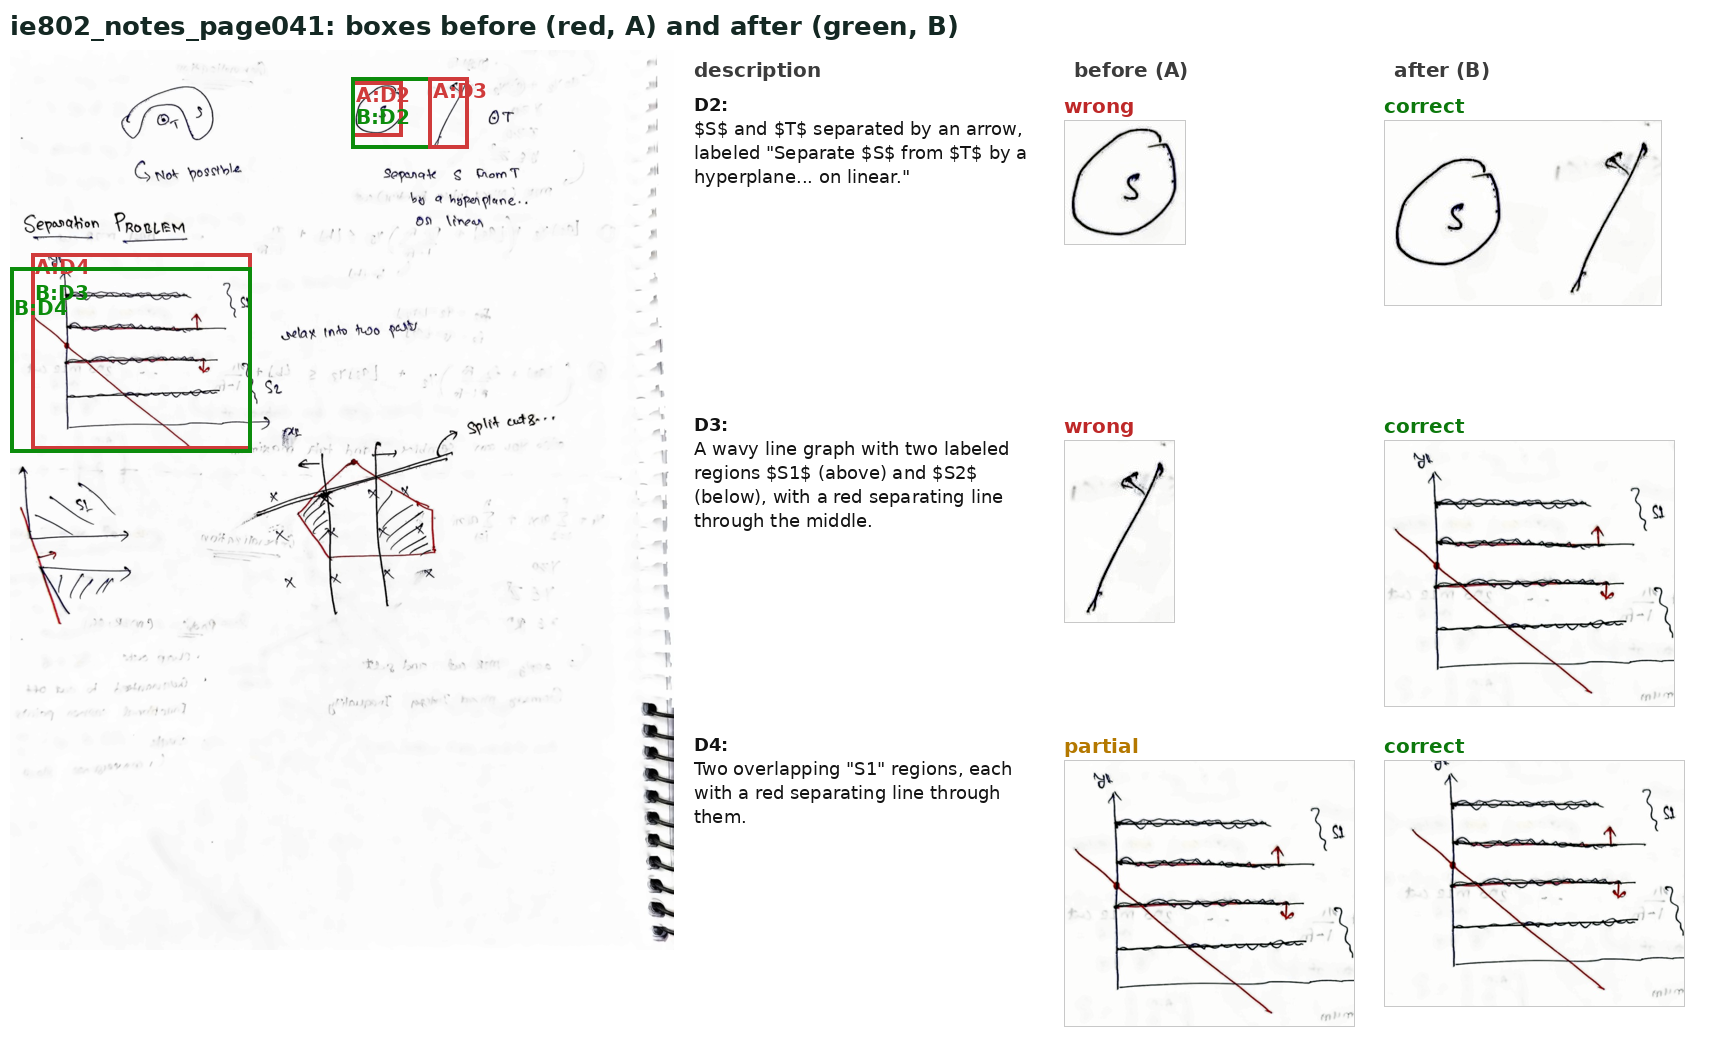 ie802_notes_page041: boxes before (red, A) and after (green, B)
description
before (A)
after (B)
D2:
$S$ and $T$ separated by an arrow,
labeled "Separate $S$ from $T$ by a
hyperplane... on linear."
wrong
correct
S
S
D3:
A wavy line graph with two labeled
regions $S1$ (above) and $S2$
(below), with a red separating line
through the middle.
wrong
correct
S1
D4:
Two overlapping "S1" regions, each
with a red separating line through
them.
partial
correct
S1
S1
A:D2
B:D2
A:D3
S
T
S
T
Not possible
Separate S from T
by a hyperplane..
on linear
Separation PROBLEM
A:D4
B:D3
B:D4
S1
relax into two parts
S2
Split cuts...
S1